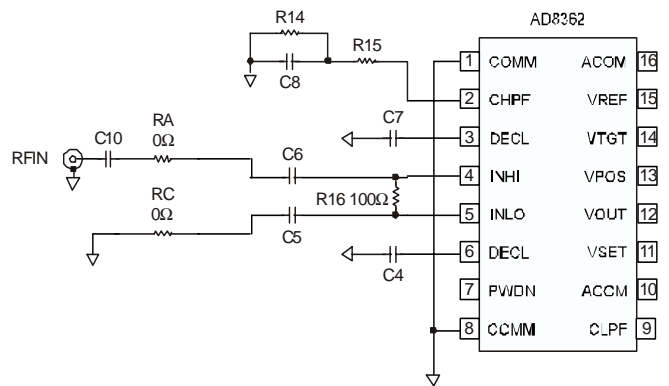 AD8362
R14
C8
R15
1 COMM ACOM 16
2 CHPF VREF 15
C7
3 DECL VTGT 14
RFIN
C10
RA
0Ω
C6
4 INHI VPOS 13
R16 100Ω
RC
0Ω
C5
5 INLO VOUT 12
C4
6 DECL VSET 11
7 PWDN ACOM 10
8 COMM CLPF 9